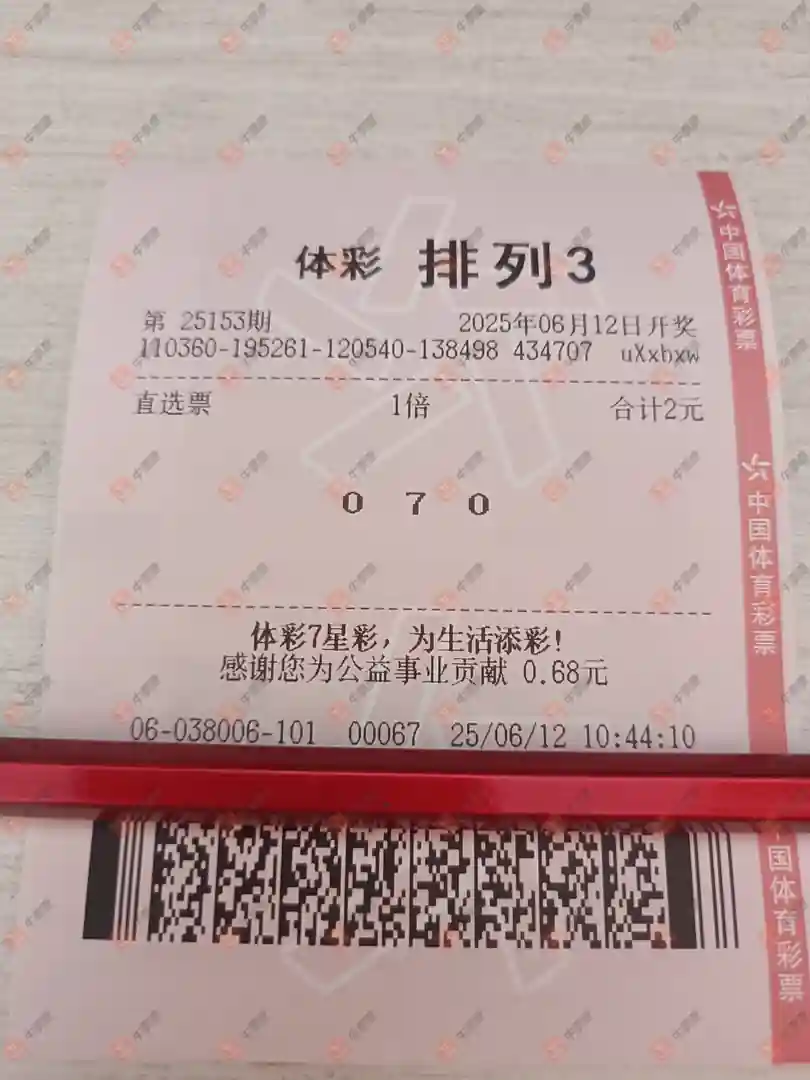 体彩 排列3
第 25153期 2025年06月12日开奖
110360-195261-120540-138498 434707 uXxbxw
直选票 1倍 合计2元
0 7 0
体彩7星彩，为生活添彩!
感谢您为公益事业贡献 0.68元
06-038006-101 00067 25/06/12 10:44:10
中国体育彩票
中国体育彩票
中国体育彩票